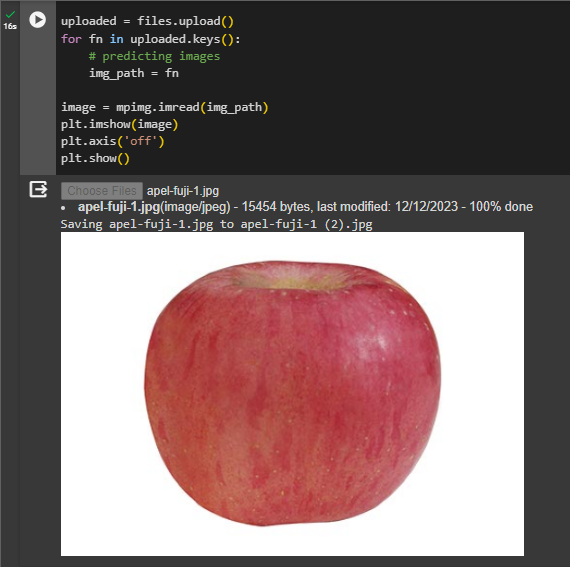 uploaded = files.upload()
for fn in uploaded.keys():
    # predicting images
    img_path = fn

image = mpimg.imread(img_path)
plt.imshow(image)
plt.axis('off')
plt.show()
16s
Choose Files apel-fuji-1.jpg
• apel-fuji-1.jpg(image/jpeg) - 15454 bytes, last modified: 12/12/2023 - 100% done
Saving apel-fuji-1.jpg to apel-fuji-1 (2).jpg